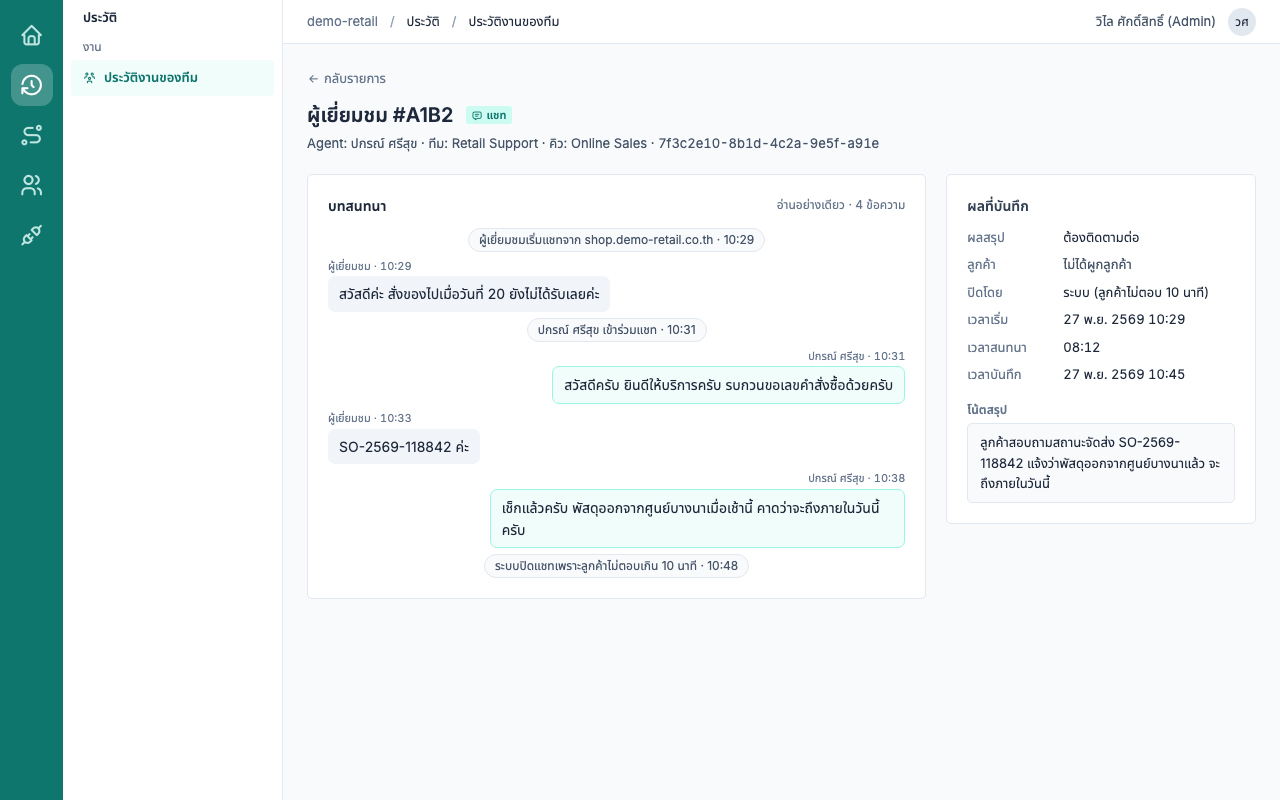 ประวัติ
งาน
ประวัติงานของทีม
demo-retail / ประวัติ / ประวัติงานของทีม
วิไล ศักดิ์สิทธิ์ (Admin)
วศ
← กลับรายการ
ผู้เยี่ยมชม #A1B2
แชท
Agent: ปกรณ์ ศรีสุข · ทีม: Retail Support · คิว: Online Sales · 7f3c2e10-8b1d-4c2a-9e5f-a91e
บทสนทนา
อ่านอย่างเดียว · 4 ข้อความ
ผู้เยี่ยมชมเริ่มแชทจาก shop.demo-retail.co.th · 10:29
ผู้เยี่ยมชม · 10:29
สวัสดีค่ะ สั่งของไปเมื่อวันที่ 20 ยังไม่ได้รับเลยค่ะ
ปกรณ์ ศรีสุข เข้าร่วมแชท · 10:31
ปกรณ์ ศรีสุข · 10:31
สวัสดีครับ ยินดีให้บริการครับ รบกวนขอเลขคำสั่งซื้อด้วยครับ
ผู้เยี่ยมชม · 10:33
SO-2569-118842 ค่ะ
ปกรณ์ ศรีสุข · 10:38
เช็กแล้วครับ พัสดุออกจากศูนย์บางนาเมื่อเช้านี้ คาดว่าจะถึงภายในวันนี้
ครับ
ระบบปิดแชทเพราะลูกค้าไม่ตอบเกิน 10 นาที · 10:48
ผลที่บันทึก
ผลสรุป ต้องติดตามต่อ
ลูกค้า ไม่ได้ผูกลูกค้า
ปิดโดย ระบบ (ลูกค้าไม่ตอบ 10 นาที)
เวลาเริ่ม 27 พ.ย. 2569 10:29
เวลาสนทนา 08:12
เวลาบันทึก 27 พ.ย. 2569 10:45
โน้ตสรุป
ลูกค้าสอบถามสถานะจัดส่ง SO-2569-
118842 แจ้งว่าพัสดุออกจากศูนย์บางนาแล้ว จะ
ถึงภายในวันนี้